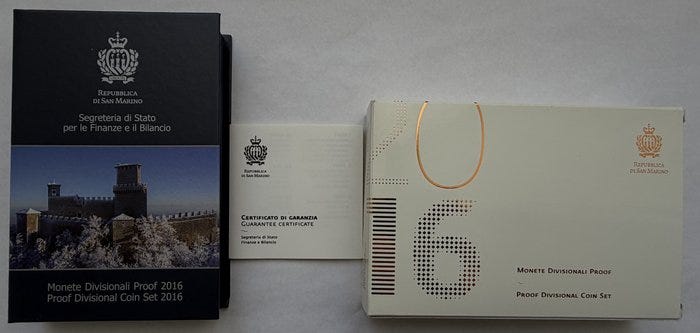 REPUBBLICA
DI SAN MARINO
Segreteria di Stato
per le Finanze e il Bilancio
Monete Divisionali Proof 2016
Proof Divisional Coin Set 2016
REPUBBLICA
DI SAN MARINO
CERTIFICATO DI GARANZIA
GUARANTEE CERTIFICATE
Segreteria di Stato
Finanze e Bilancio
20
16
REPUBBLICA
DI SAN MARINO
MONETE DIVISIONALI PROOF
PROOF DIVISIONAL COIN SET